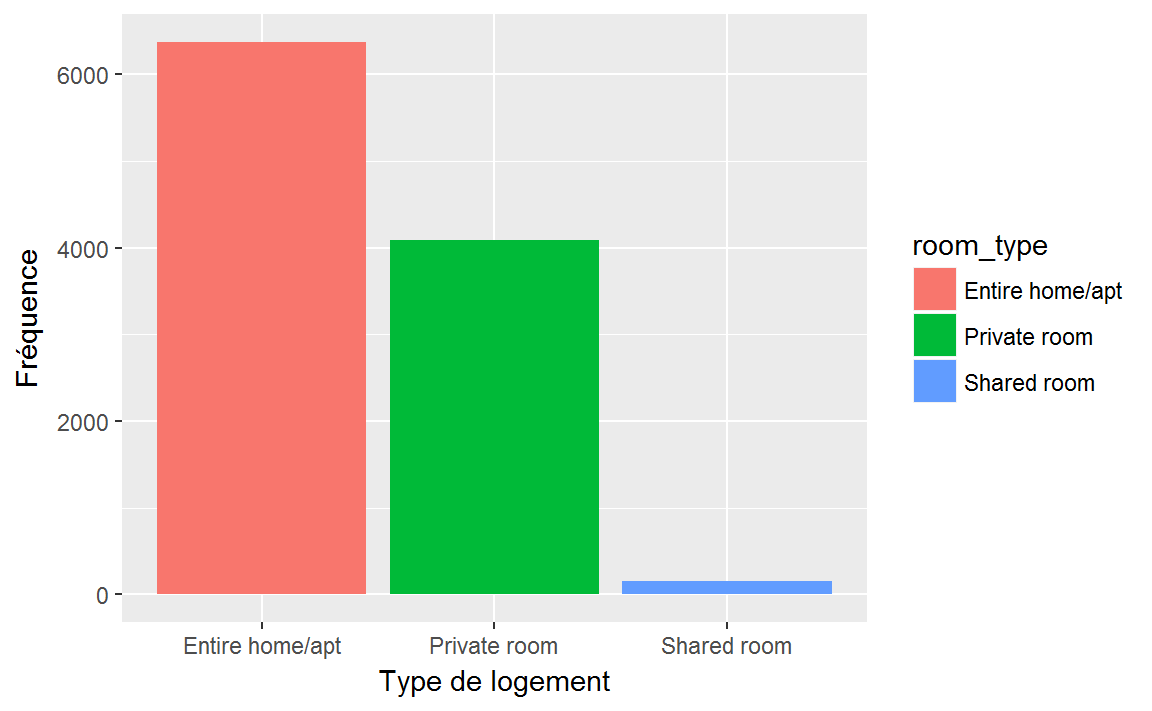 Fréquence
6000
4000
2000
0
Entire home/apt
Private room
Shared room
Type de logement
room_type
Entire home/apt
Private room
Shared room